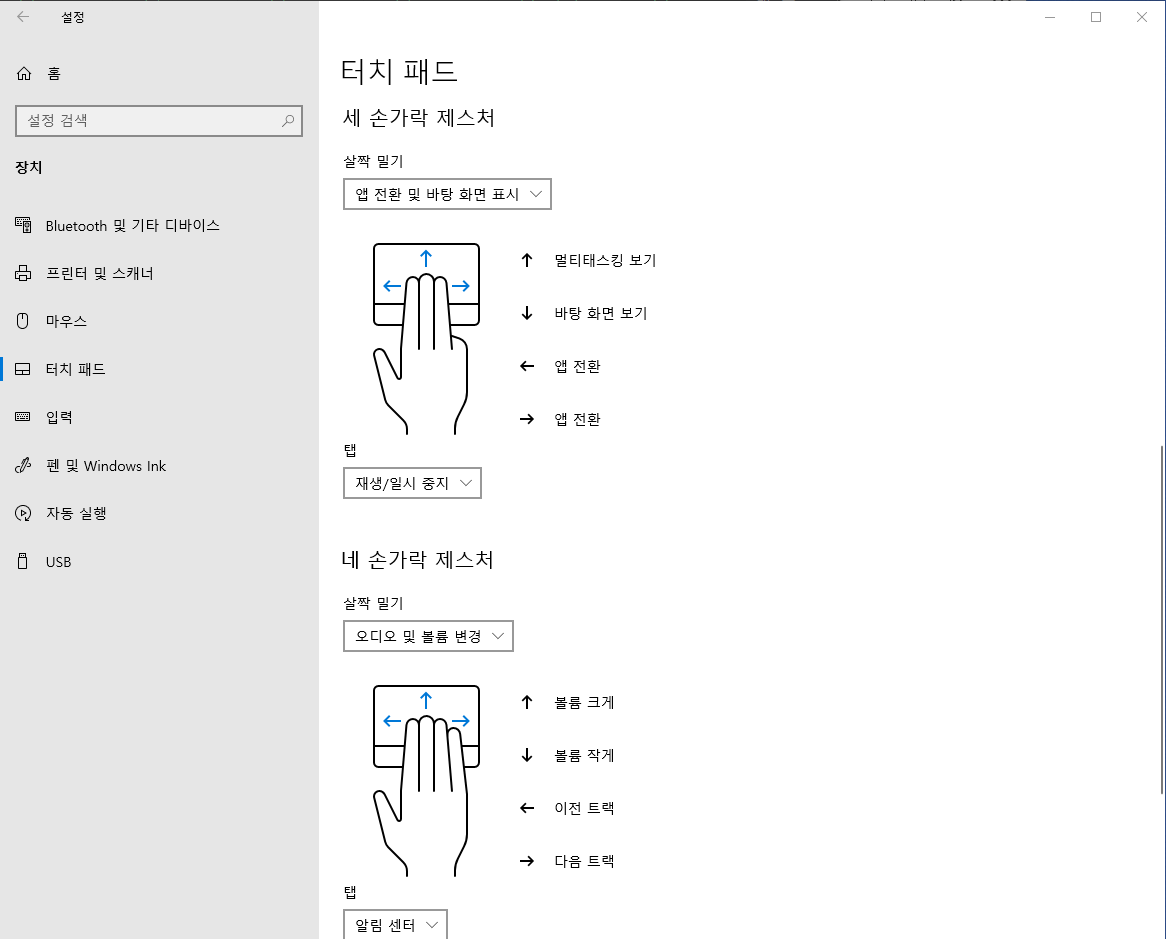 설정
홈
설정 검색
장치
Bluetooth 및 기타 디바이스
프린터 및 스캐너
마우스
터치 패드
입력
펜 및 Windows Ink
자동 실행
USB
터치 패드
세 손가락 제스처
살짝 밀기
앱 전환 및 바탕 화면 표시
멀티태스킹 보기
바탕 화면 보기
앱 전환
앱 전환
탭
재생/일시 중지
네 손가락 제스처
살짝 밀기
오디오 및 볼륨 변경
볼륨 크게
볼륨 작게
이전 트랙
다음 트랙
탭
알림 센터